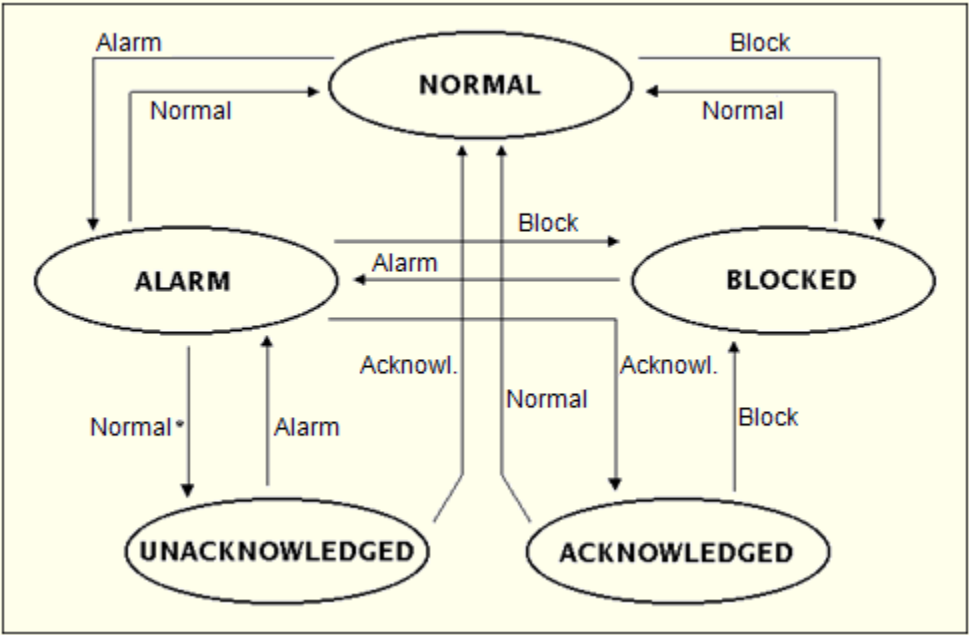 Alarm
Block
NORMAL
Normal
Normal
Block
Alarm
ALARM
BLOCKED
Acknowl.
Acknowl.
Normal
Normal*
Alarm
Block
UNACKNOWLEDGED
ACKNOWLEDGED